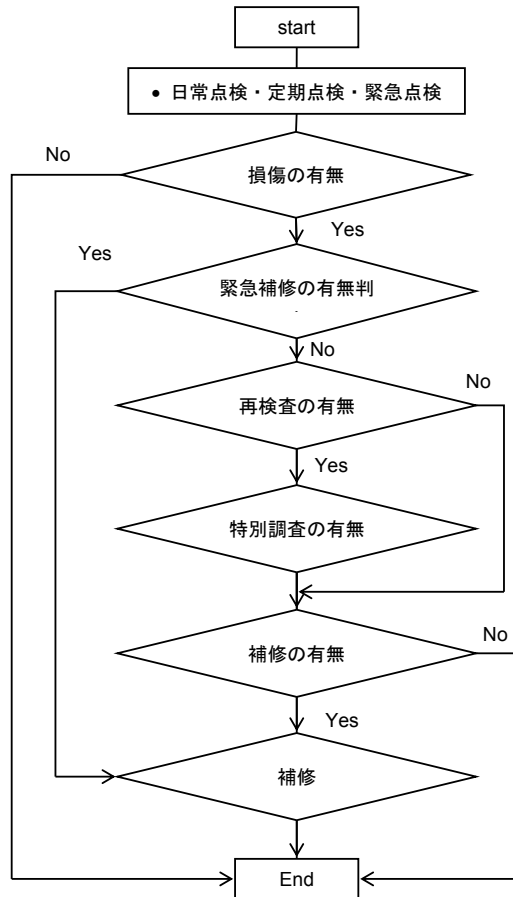 start
• 日常点検・定期点検・緊急点検
No
損傷の有無
Yes
Yes
緊急補修の有無判
No
No
再検査の有無
Yes
特別調査の有無
No
補修の有無
Yes
補修
End